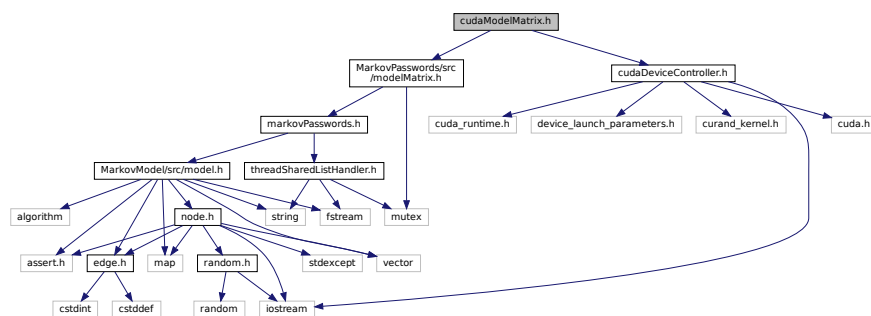 cudaModelMatrix.h
MarkovPasswords/src
/modelMatrix.h
cudaDeviceController.h
markovPasswords.h
cuda_runtime.h
device_launch_parameters.h
curand_kernel.h
cuda.h
MarkovModel/src/model.h
threadSharedListHandler.h
algorithm
node.h
string
fstream
mutex
assert.h
edge.h
map
random.h
stdexcept
vector
cstdint
cstddef
random
iostream